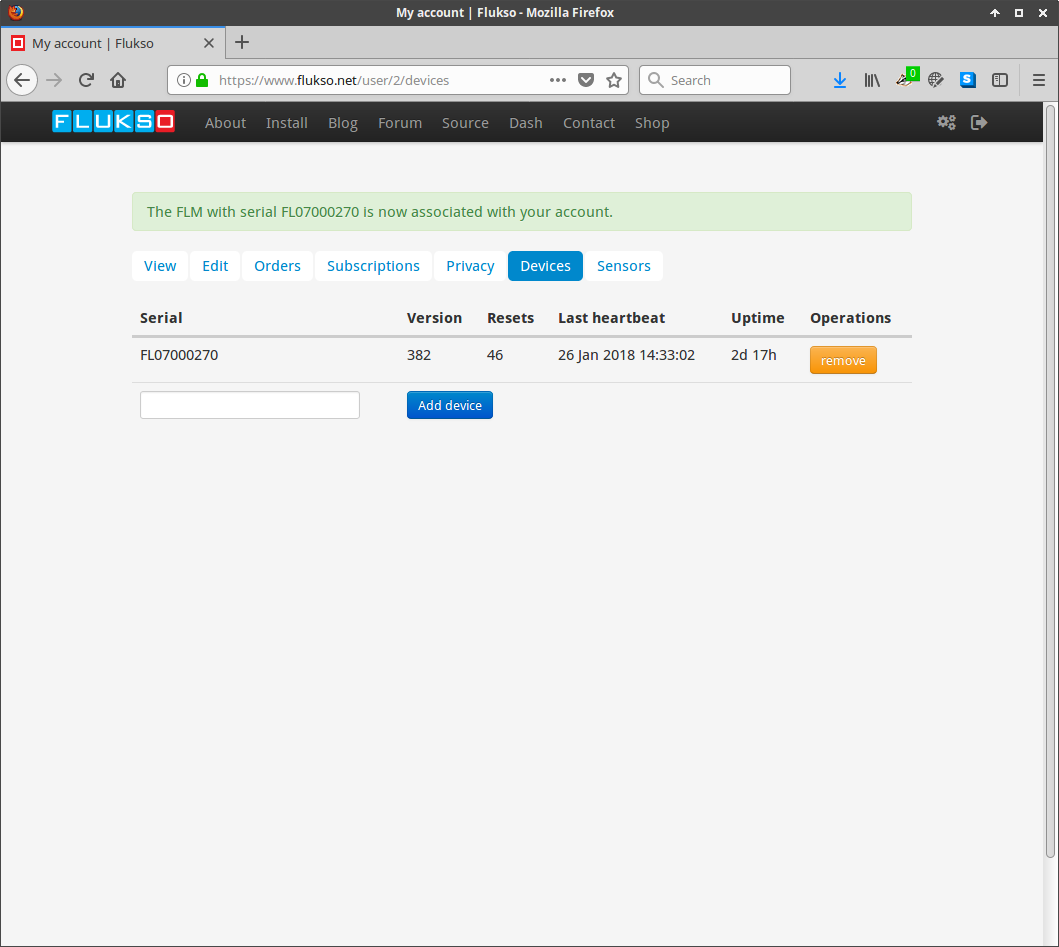 My account | Flukso - Mozilla Firefox
My account | Flukso
https://www.flukso.net/user/2/devices Search 0 S
FLUKSO About Install Blog Forum Source Dash Contact Shop
The FLM with serial FL07000270 is now associated with your account.
View Edit Orders Subscriptions Privacy Devices Sensors
Serial Version Resets Last heartbeat Uptime Operations
FL07000270 382 46 26 Jan 2018 14:33:02 2d 17h remove
Add device